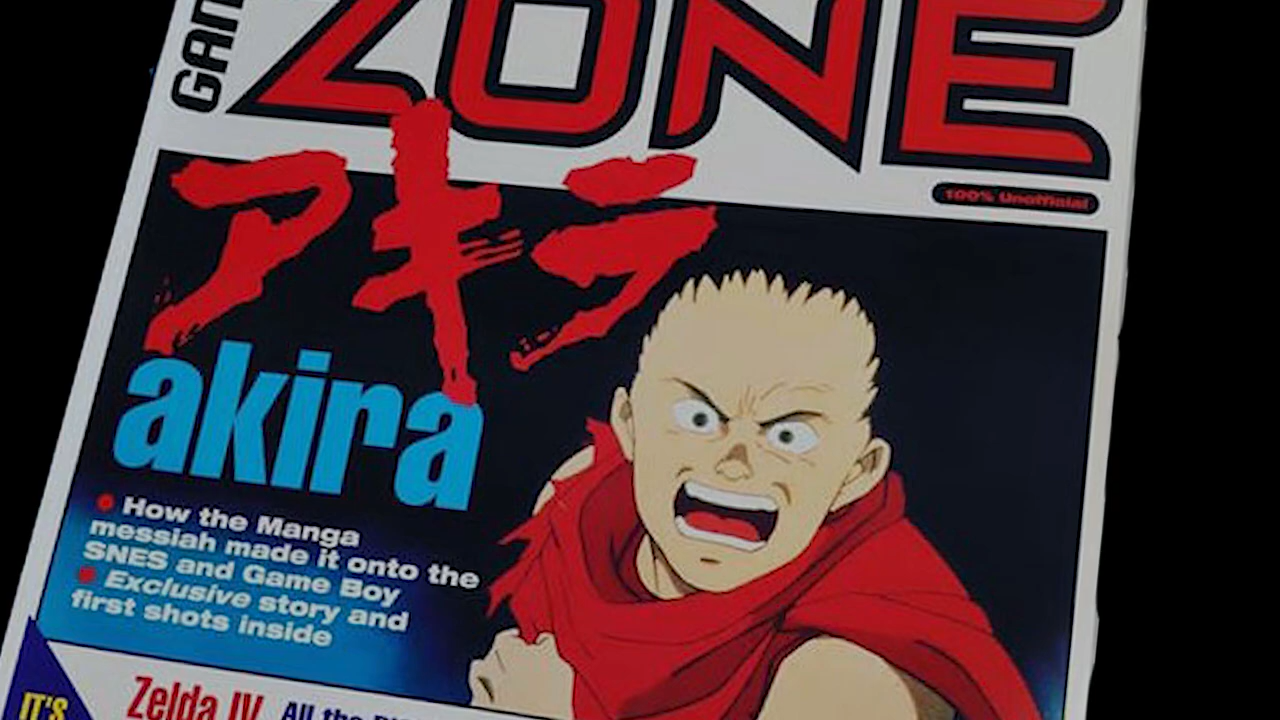 GAM
ZONE
100% Unofficial
アキラ
akira
• How the Manga
messiah made it onto the
SNES and Game Boy
• Exclusive story and
first shots inside
IT'S
Zelda IV All the